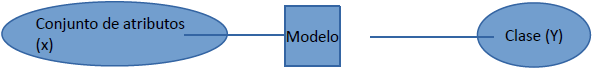 Conjunto de atributos
(x)
Modelo
Clase (Y)